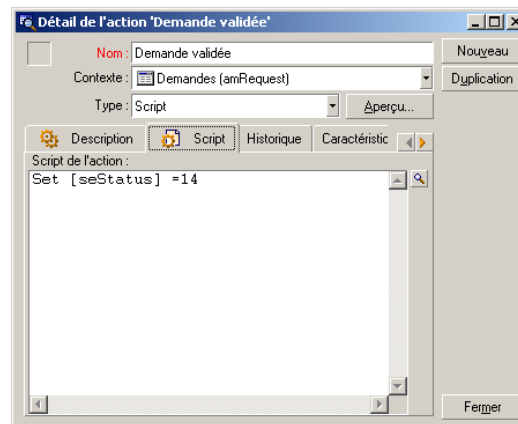 Détail de l'action 'Demande validée'
Nom : Demande validée
Nouveau
Contexte : Demandes (amRequest)
Duplication
Type : Script
Aperçu...
Description Script Historique Caractéristic
Script de l'action :
Set [seStatus] =14
Fermer